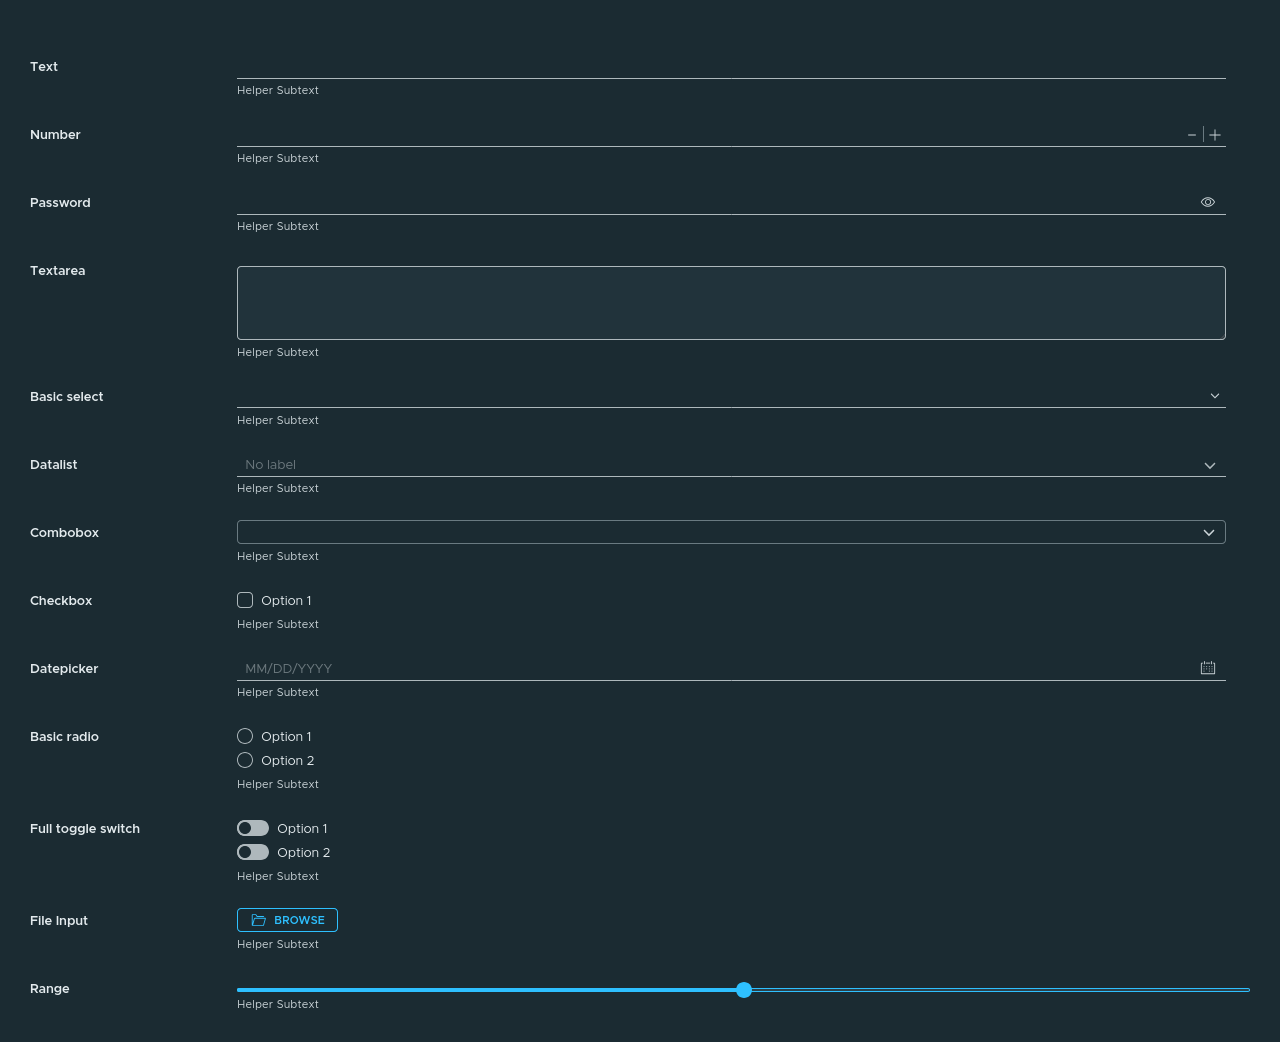 Text
Helper Subtext
Number
Helper Subtext
Password
Helper Subtext
Textarea
Helper Subtext
Basic select
Helper Subtext
Datalist
No label
Helper Subtext
Combobox
Helper Subtext
Checkbox
Option 1
Helper Subtext
Datepicker
MM/DD/YYYY
Helper Subtext
Basic radio
Option 1
Option 2
Helper Subtext
Full toggle switch
Option 1
Option 2
Helper Subtext
File Input
BROWSE
Helper Subtext
Range
Helper Subtext